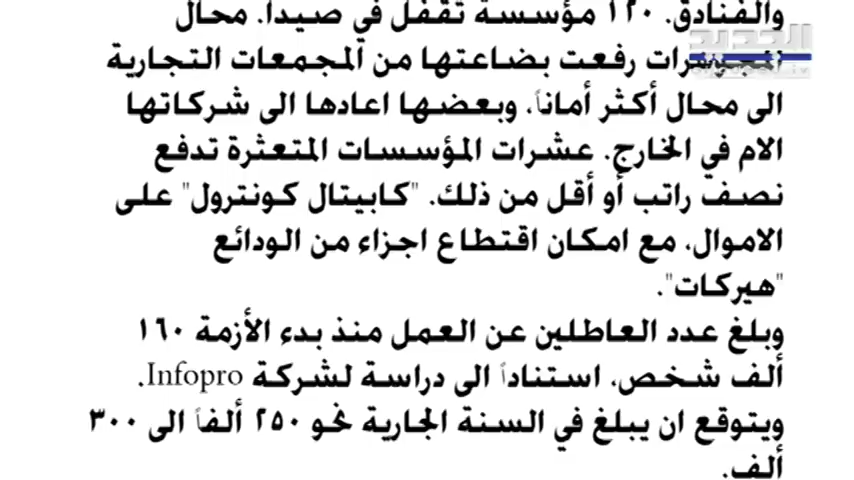 والفنادق. ١٢٠ مؤسسة تقفل في صيدا. محال
رفعت بضاعتها من المجمعات التجارية
الى محال أكثر أماناً، وبعضها اعادها الى شركاتها
الام في الخارج. عشرات المؤسسات المتعثرة تدفع
نصف راتب أو أقل من ذلك. "كابيتال كونترول" على
الاموال، مع امكان اقتطاع اجزاء من الودائع
"هيركات".
وبلغ عدد العاطلين عن العمل منذ بدء الأزمة ١٦٠
ألف شخص، استناداً الى دراسة لشركة Infopro.
ويتوقع ان يبلغ في السنة الجارية نحو ٢٥٠ ألفاً الى ٣٠٠
ألف.
الجديد